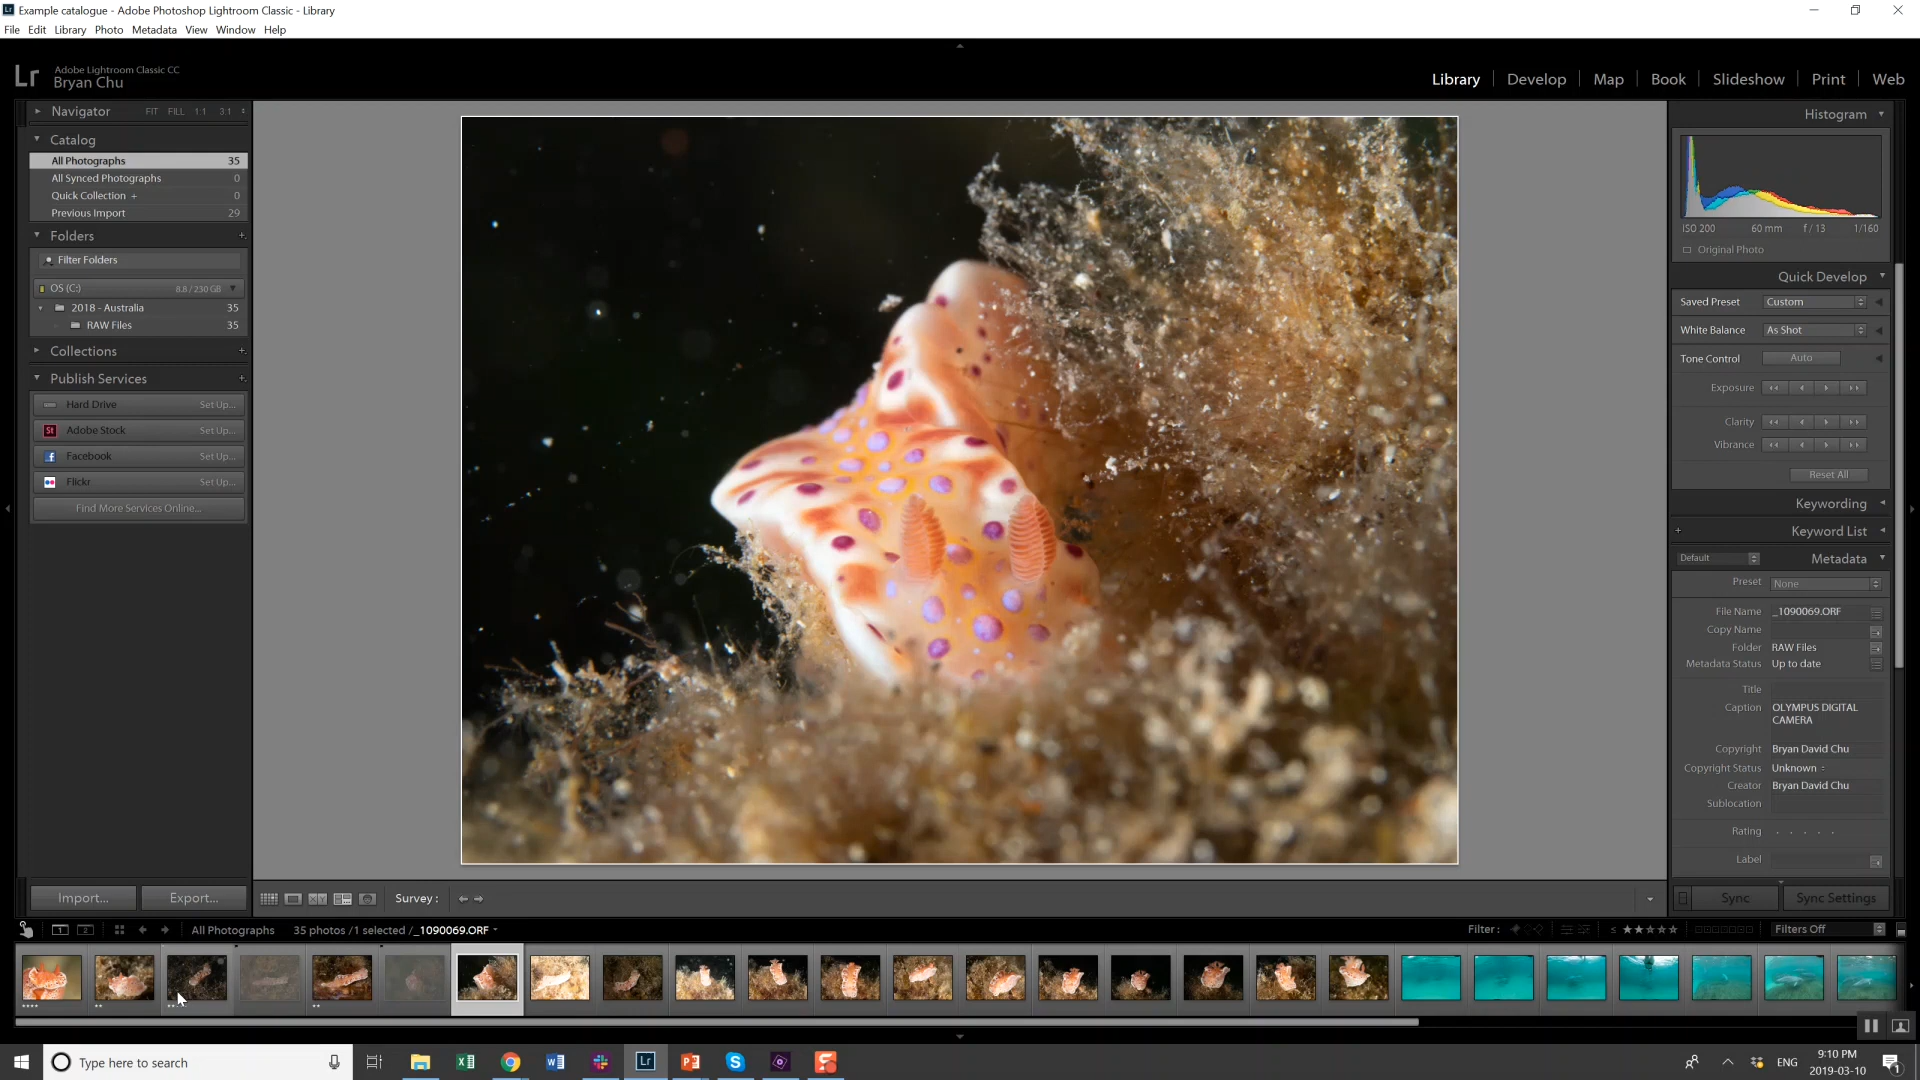 Lr Example catalogue - Adobe Photoshop Lightroom Classic - Library
File Edit Library Photo Metadata View Window Help
Lr Adobe Lightroom Classic CC
Bryan Chu
Library Develop Map Book Slideshow Print Web
Navigator FIT FILL 1:1 3:1
Catalog
All Photographs 35
All Synced Photographs 0
Quick Collection + 0
Previous Import 29
Folders +
Filter Folders
OS (C:) 8.8 / 230 GB
2018 - Australia 35
RAW Files 35
Collections +
Publish Services +
Hard Drive Set Up...
St Adobe Stock Set Up...
f Facebook Set Up...
Flickr Set Up...
Find More Services Online...
Import... Export...
Histogram
ISO 200 60 mm f / 13 1/160
Original Photo
Quick Develop
Saved Preset Custom
White Balance As Shot
Tone Control Auto
Exposure
Clarity
Vibrance
Reset All
Keywording
+ Keyword List
Default Metadata
Preset None
File Name _1090069.ORF
Copy Name
Folder RAW Files
Metadata Status Up to date
Title
Caption OLYMPUS DIGITAL
CAMERA
Copyright Bryan David Chu
Copyright Status Unknown
Creator Bryan David Chu
Sublocation
Rating . . . . .
Label
Sync Sync Settings
XY Survey :
1 2 All Photographs 35 photos / 1 selected / _1090069.ORF
Filter : ≤ ★★★★★ Filters Off
Type here to search
Lr
ENG
9:10 PM
2019-03-10
1